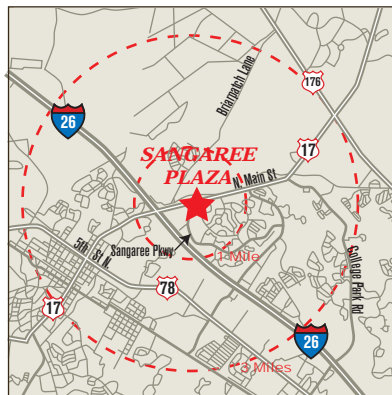 Briarpatch Lane
176
26
17
SANGAREE
PLAZA
N. Main St
5th St N.
Sangaree Pkwy
1 Mile
College Park Rd
78
17
26
3 Miles